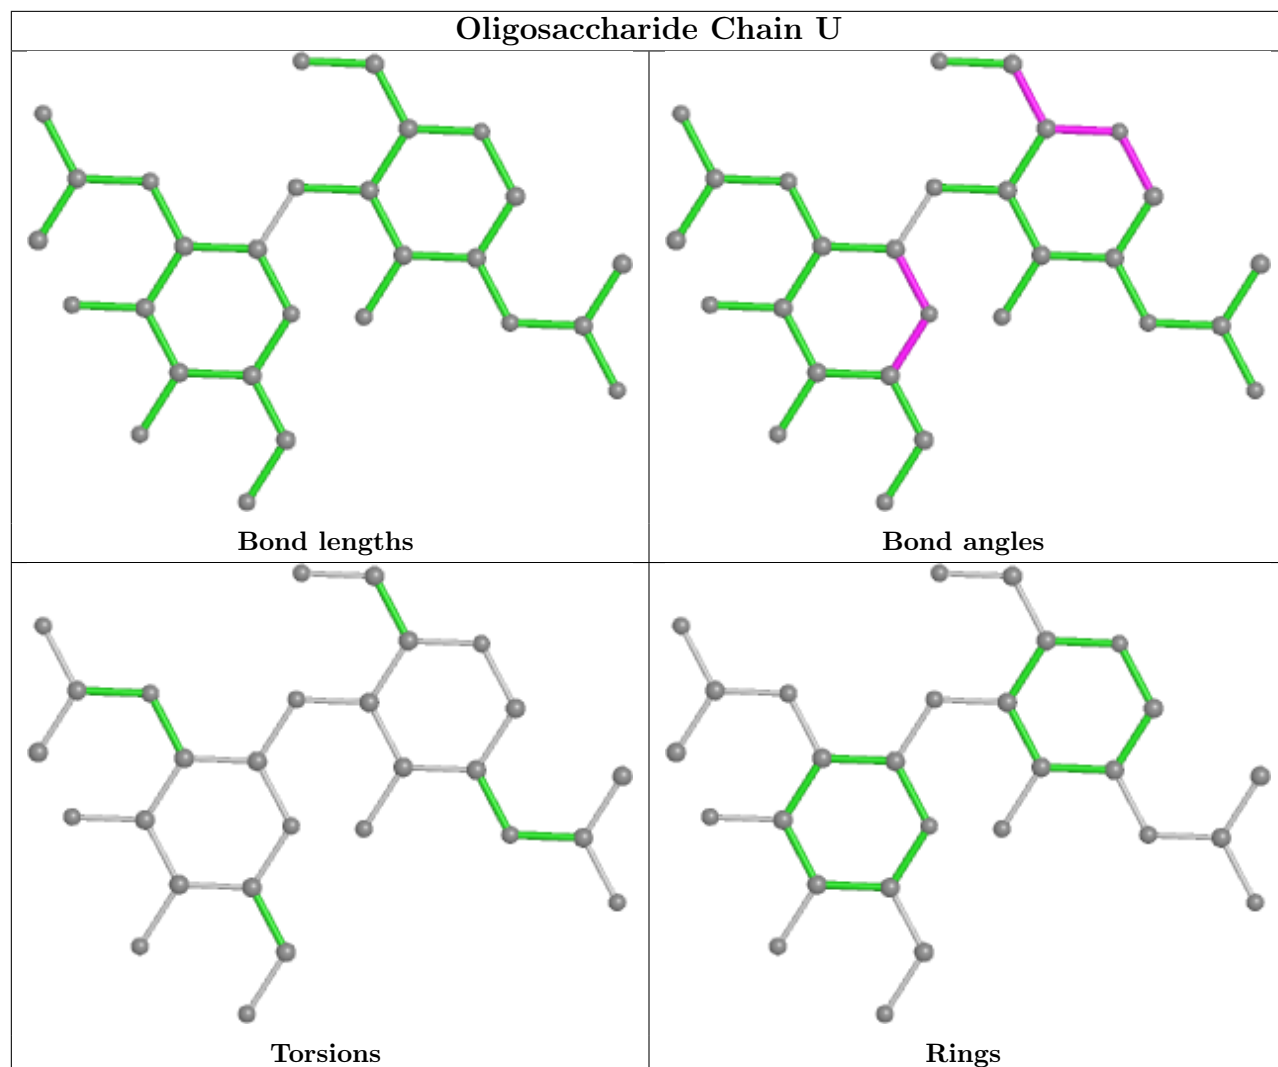 Oligosaccharide Chain U
Bond lengths
Bond angles
Torsions
Rings